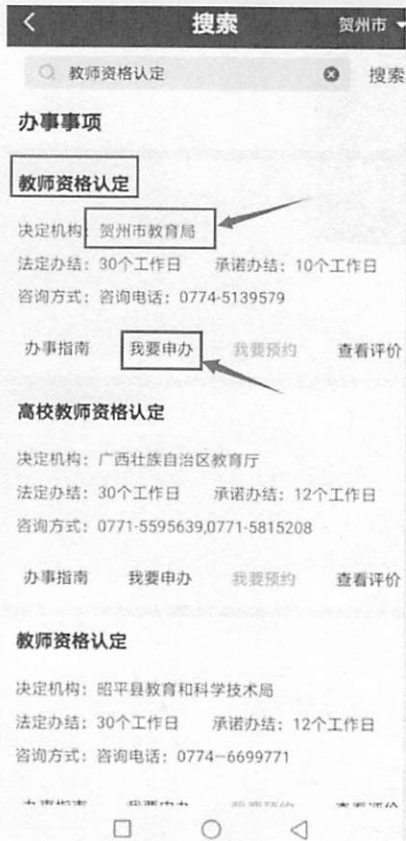 搜索 贺州市
教师资格认定 搜索
办事事项
教师资格认定
决定机构：贺州市教育局
法定办结：30个工作日 承诺办结：10个工作日
咨询方式：咨询电话：0774-5139579
办事指南 我要申办 我要预约 查看评价
高校教师资格认定
决定机构：广西壮族自治区教育厅
法定办结：30个工作日 承诺办结：12个工作日
咨询方式：0771-5595639,0771-5815208
办事指南 我要申办 我要预约 查看评价
教师资格认定
决定机构：昭平县教育和科学技术局
法定办结：30个工作日 承诺办结：12个工作日
咨询方式：咨询电话：0774—6699771